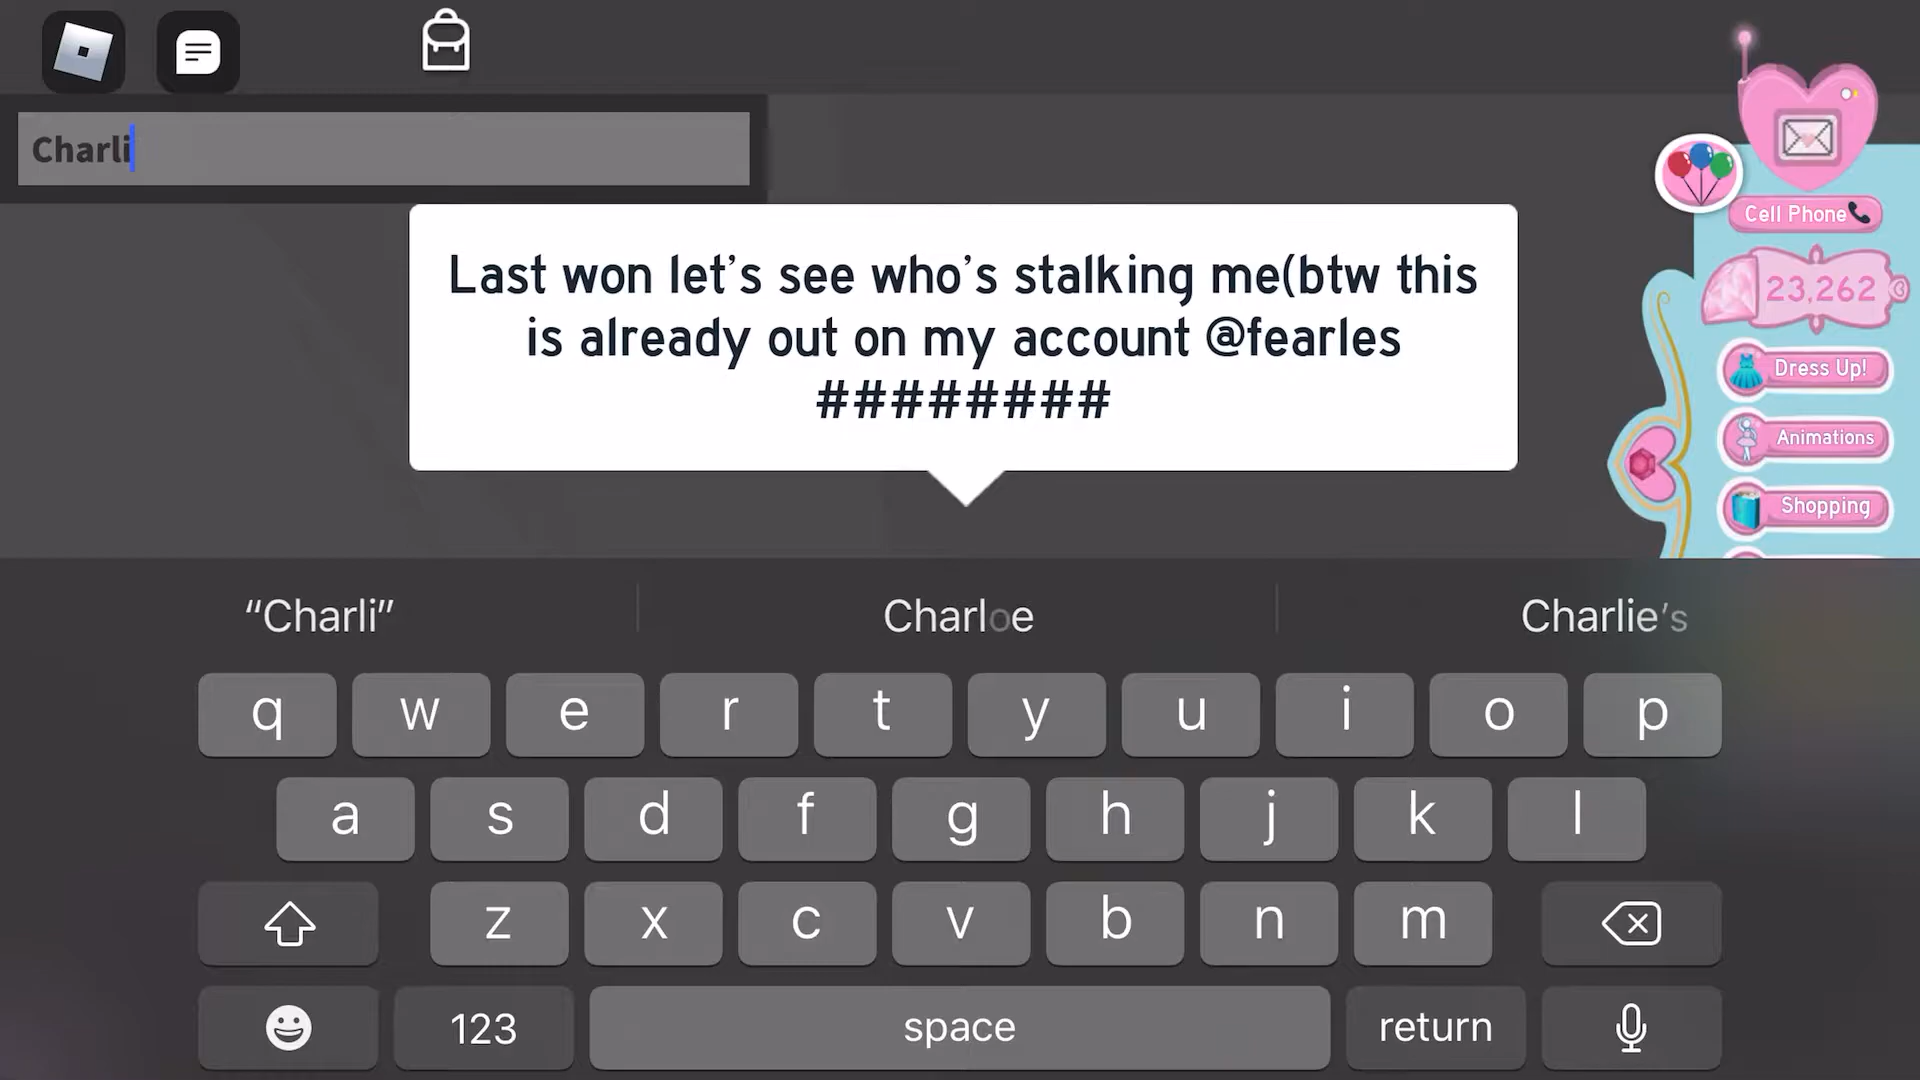 Charli
Cell Phone
23,262
Last won let's see who's stalking me(btw this
is already out on my account @fearles
########
Dress Up!
Animations
Shopping
“Charli” Charloe Charlie's
q w e r t y u i o p
a s d f g h j k l
z x c v b n m
123 space return